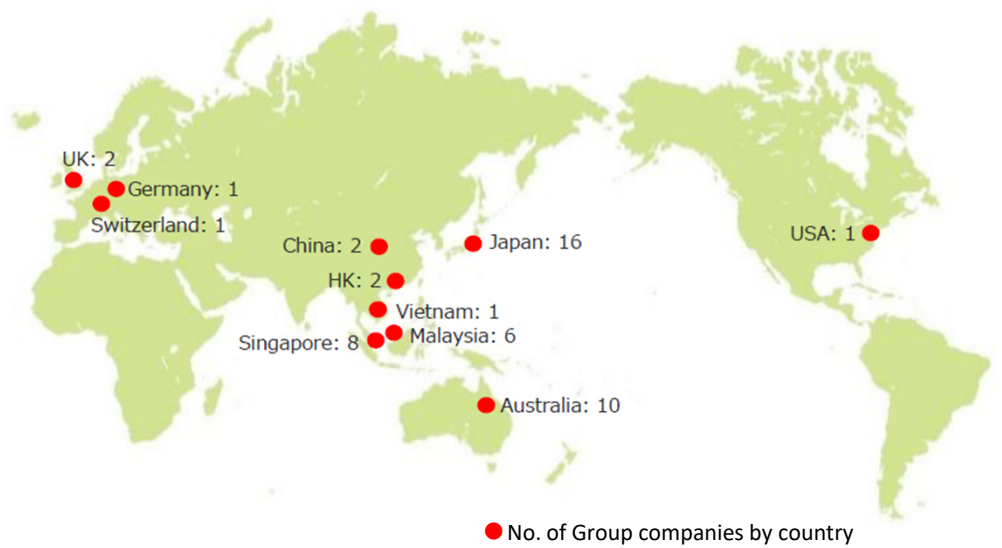 UK: 2
Germany: 1
Switzerland: 1
China: 2
Japan: 16
USA: 1
HK: 2
Vietnam: 1
Singapore: 8
Malaysia: 6
Australia: 10
No. of Group companies by country